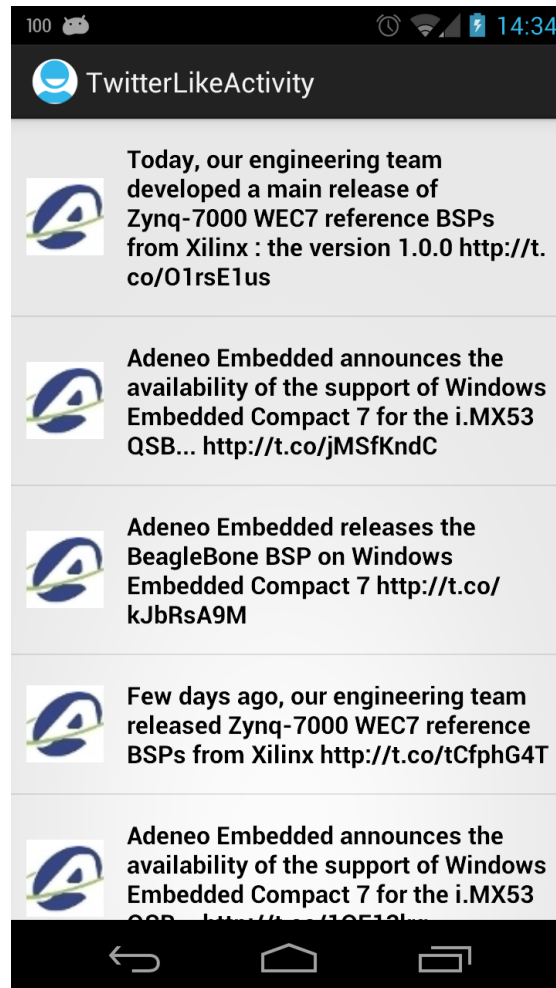 100
14:34
TwitterLikeActivity
Today, our engineering team
developed a main release of
Zynq-7000 WEC7 reference BSPs
from Xilinx : the version 1.0.0 http://t.
co/O1rsE1us
Adeneo Embedded announces the
availability of the support of Windows
Embedded Compact 7 for the i.MX53
QSB... http://t.co/jMSfKndC
Adeneo Embedded releases the
BeagleBone BSP on Windows
Embedded Compact 7 http://t.co/
kJbRsA9M
Few days ago, our engineering team
released Zynq-7000 WEC7 reference
BSPs from Xilinx http://t.co/tCfphG4T
Adeneo Embedded announces the
availability of the support of Windows
Embedded Compact 7 for the i.MX53
QSB...